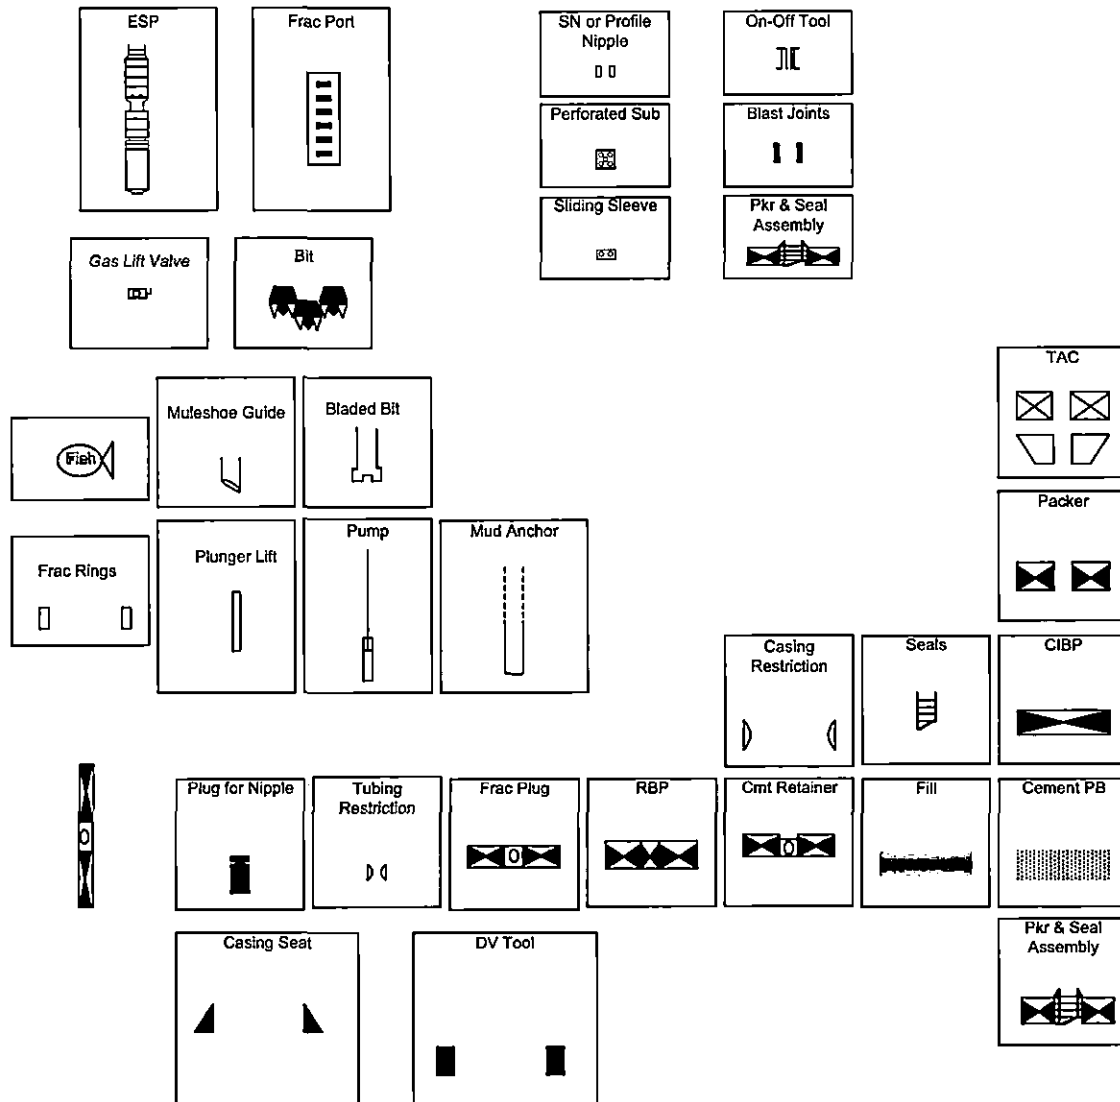 ESP
Frac Port
SN or Profile
Nipple
On-Off Tool
Perforated Sub
Blast Joints
Sliding Sleeve
Pkr & Seal
Assembly
Gas Lift Valve
Bit
TAC
Muleshoe Guide
Bladed Bit
Fish
Packer
Frac Rings
Plunger Lift
Pump
Mud Anchor
Casing
Restriction
Seals
CIBP
Plug for Nipple
Tubing
Restriction
Frac Plug
RBP
Cmt Retainer
Fill
Cement PB
Casing Seat
DV Tool
Pkr & Seal
Assembly